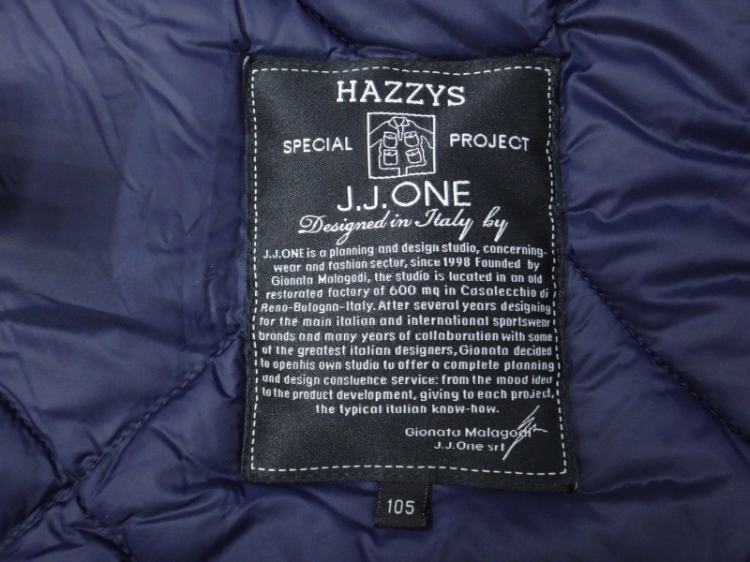 HAZZYS
SPECIAL PROJECT
J.J.ONE
Designed in Italy by
J.J.ONE is a planning and design studio, concerning-
wear and fashion sector, since 1998 Founded by
Gionata Malagodi, the studio is located in an old
restorated factory of 600 mq in Casalecchio di
Reno-Bulogna-Italy. After several years designing
for the main italian and international sportswear
brands and many years of collaboration with some
of the greatest italian designers, Gionata decided
to openhis own studio to offer a complete planning
and design consluence service: from the mood idea
to the product development, giving to each project,
the typical italian know-how.
Gionata Malagodi
J.J.One srl
105